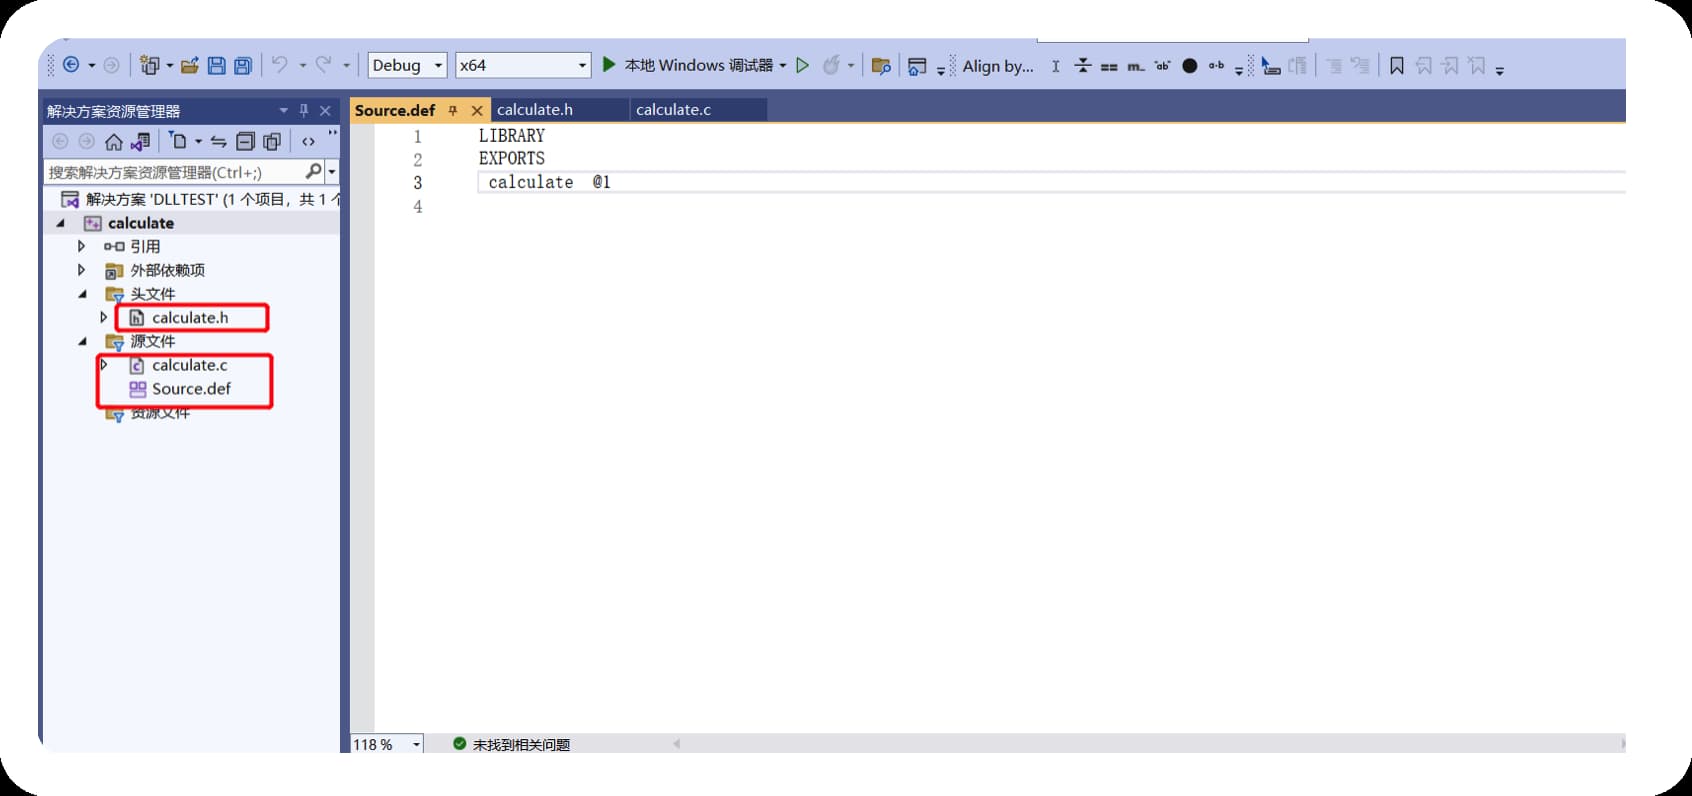 Debug x64 本地 Windows 调试器 Align by...
解决方案资源管理器
Source.def calculate.h calculate.c
搜索解决方案资源管理器(Ctrl+;)
解决方案 'DLLTEST' (1 个项目，共 1 个
calculate
引用
外部依赖项
头文件
calculate.h
源文件
calculate.c
Source.def
资源文件
1 LIBRARY
2 EXPORTS
3 calculate @1
4
118 % 未找到相关问题